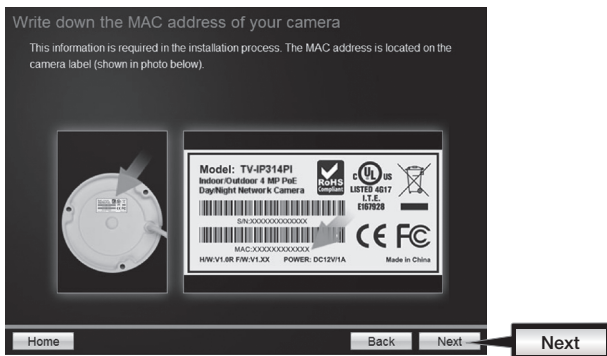 Write down the MAC address of your camera
This information is required in the installation process. The MAC address is located on the
camera label (shown in photo below).
Model: TV-IP314PI
Indoor/Outdoor 4 MP PoE
Day/Night Network Camera
RoHS
Compliant
c UL US
LISTED 4G17
I.T.E.
E167928
S/N:XXXXXXXXXXXXX
MAC:XXXXXXXXXXXX
CE FC
H/W:V1.0R F/W:V1.XX POWER: DC12V/1A Made in China
Home Back Next
Next